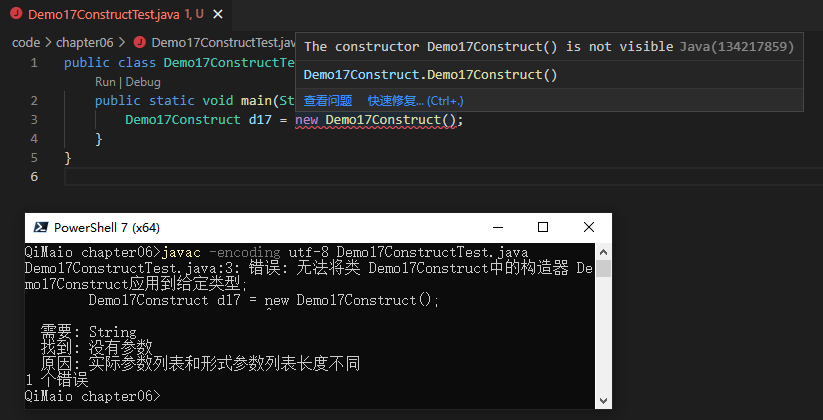 Demo17ConstructTest.java 1, U
code > chapter06 > Demo17ConstructTest.jav
The constructor Demo17Construct() is not visible Java(134217859)
Demo17Construct.Demo17Construct()
查看问题 快速修复... (Ctrl+.)
1 public class Demo17ConstructTe
Run | Debug
2 public static void main(St
3 Demo17Construct d17 = new Demo17Construct();
4 }
5 }
6
PowerShell 7 (x64)
QiMaio chapter06>javac -encoding utf-8 Demo17ConstructTest.java
Demo17ConstructTest.java:3: 错误: 无法将类 Demo17Construct中的构造器 De
mo17Construct应用到给定类型;
Demo17Construct d17 = new Demo17Construct();
^
需要: String
找到: 没有参数
原因: 实际参数列表和形式参数列表长度不同
1 个错误
QiMaio chapter06>